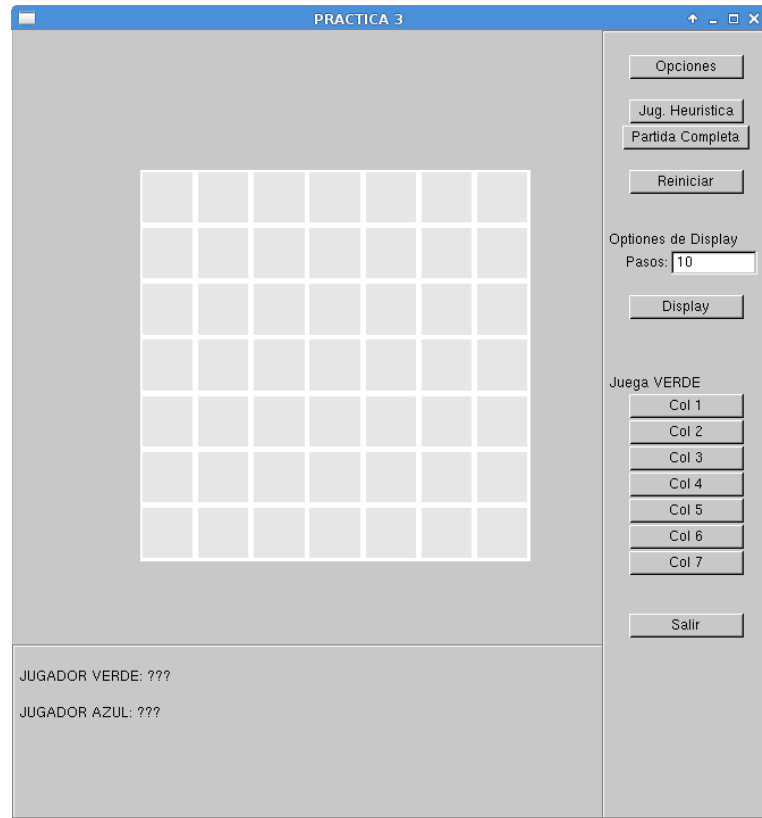 PRACTICA 3
Opciones
Jug. Heuristica
Partida Completa
Reiniciar
Optiones de Display
Pasos: 10
Display
Juega VERDE
Col 1
Col 2
Col 3
Col 4
Col 5
Col 6
Col 7
Salir
JUGADOR VERDE: ???
JUGADOR AZUL: ???